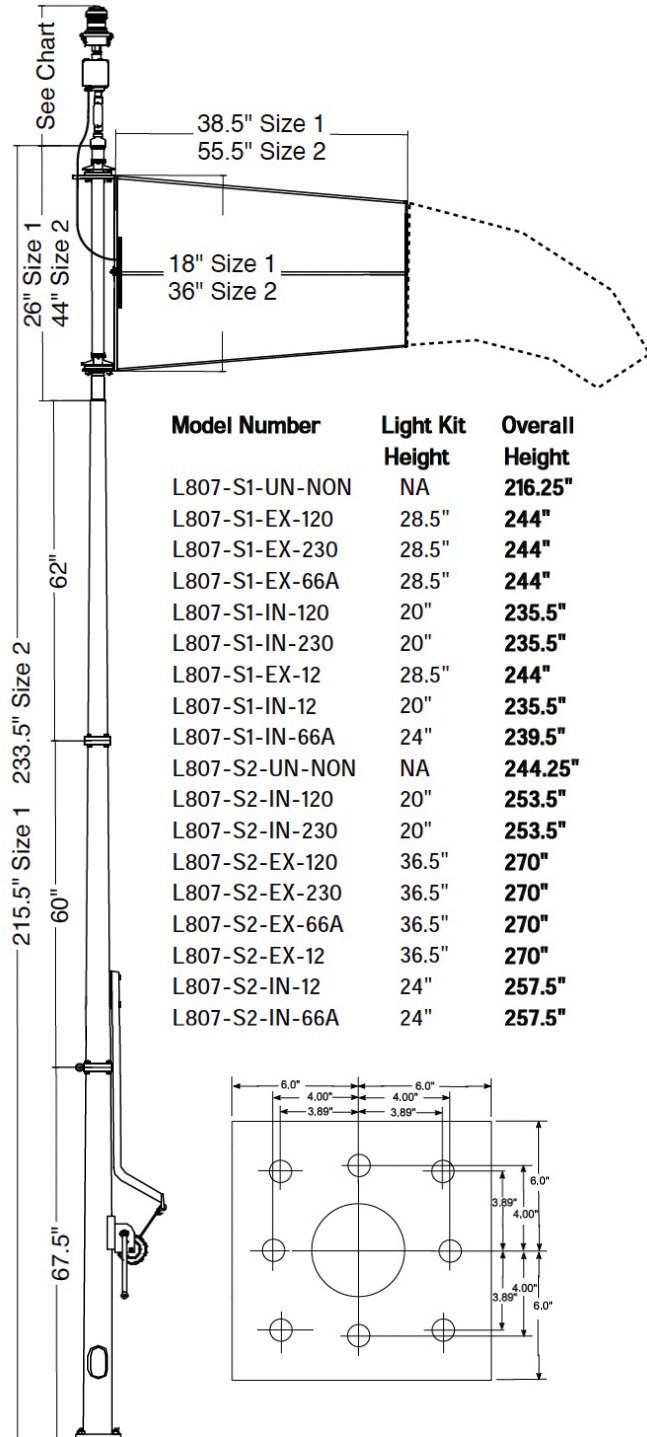 See Chart
38.5" Size 1
55.5" Size 2
26" Size 1
44" Size 2
18" Size 1
36" Size 2
Model Number Light Kit Height Overall Height
L807-S1-UN-NON NA 216.25"
L807-S1-EX-120 28.5" 244"
L807-S1-EX-230 28.5" 244"
L807-S1-EX-66A 28.5" 244"
L807-S1-IN-120 20" 235.5"
L807-S1-IN-230 20" 235.5"
L807-S1-EX-12 28.5" 244"
L807-S1-IN-12 20" 235.5"
L807-S1-IN-66A 24" 239.5"
L807-S2-UN-NON NA 244.25"
L807-S2-IN-120 20" 253.5"
L807-S2-IN-230 20" 253.5"
L807-S2-EX-120 36.5" 270"
L807-S2-EX-230 36.5" 270"
L807-S2-EX-66A 36.5" 270"
L807-S2-EX-12 36.5" 270"
L807-S2-IN-12 24" 257.5"
L807-S2-IN-66A 24" 257.5"
62"
215.5" Size 1 233.5" Size 2
60"
67.5"
6.0" 6.0"
4.00" 4.00"
3.89" 3.89"
3.89"
4.00"
6.0"
3.89"
4.00"
6.0"